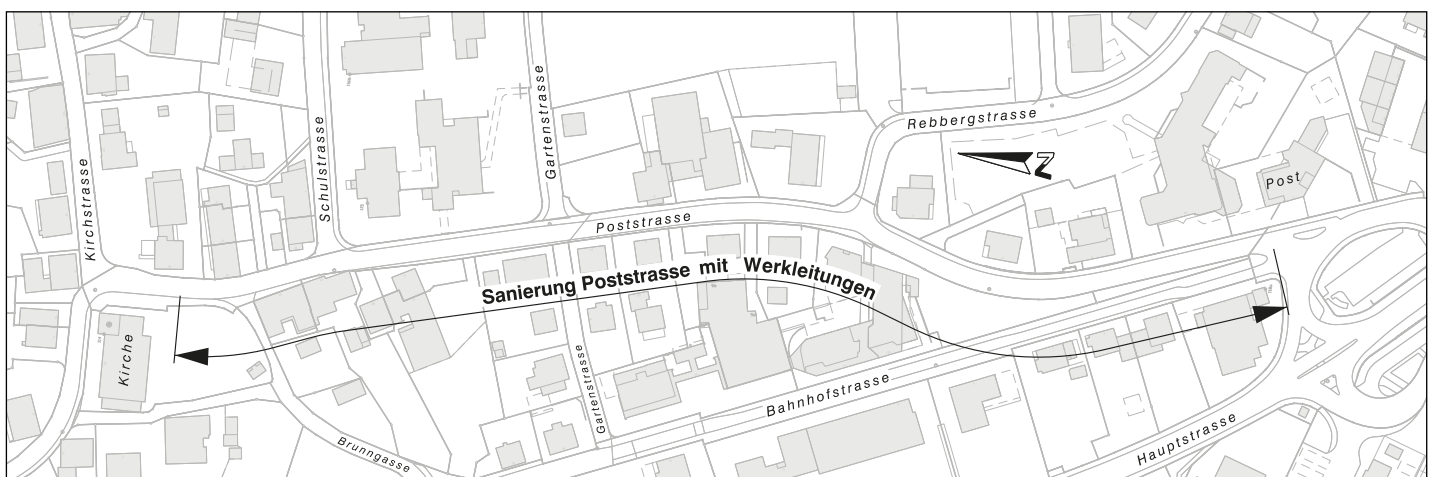 Kirchstrasse
Schulstrasse
Gartenstrasse
Rebbergstrasse
N
Post
Poststrasse
Sanierung Poststrasse mit Werkleitungen
Kirche
Gartenstrasse
Bahnhofstrasse
Brunngasse
Hauptstrasse